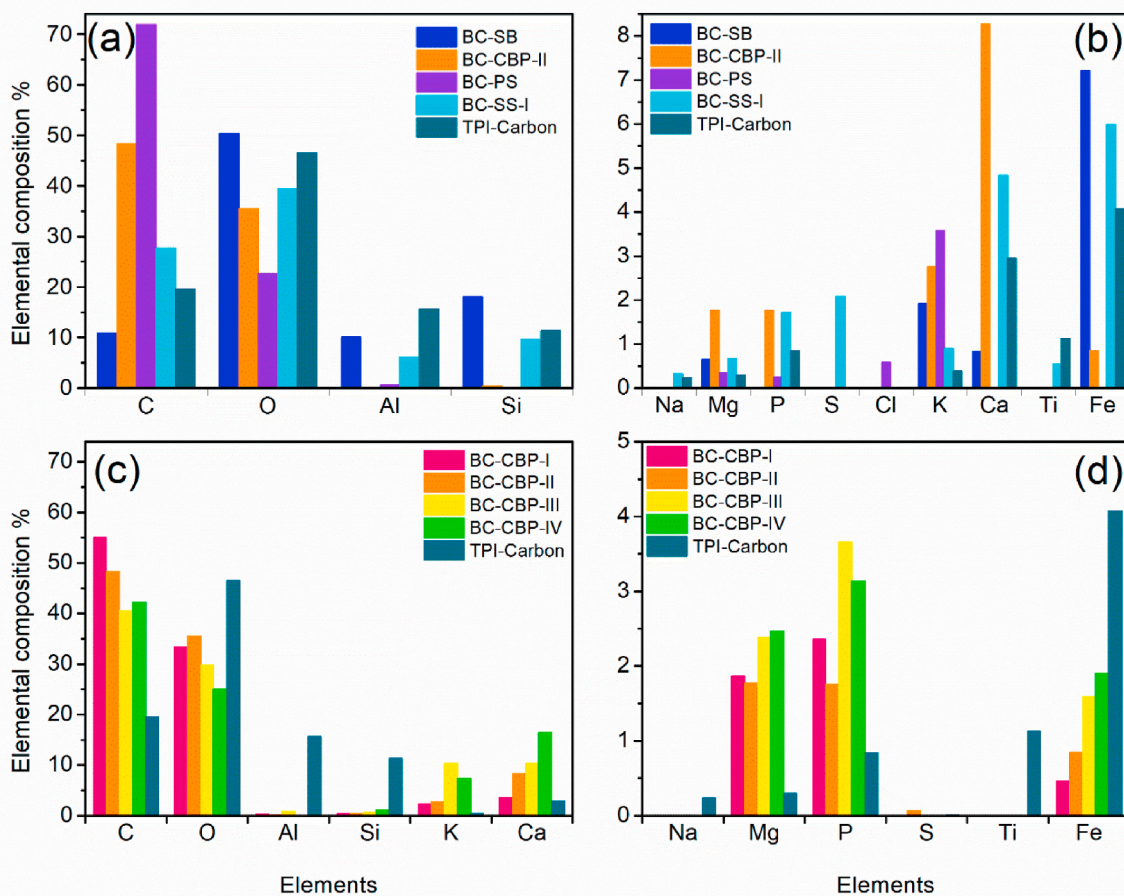 (a)
BC-SB
BC-CBP-II
BC-PS
BC-SS-I
TPI-Carbon
Elemental composition %
70
60
50
40
30
20
10
0
C O Al Si
(b)
BC-SB
BC-CBP-II
BC-PS
BC-SS-I
TPI-Carbon
8
7
6
5
4
3
2
1
0
Na Mg P S Cl K Ca Ti Fe
(c)
BC-CBP-I
BC-CBP-II
BC-CBP-III
BC-CBP-IV
TPI-Carbon
Elemental composition %
70
60
50
40
30
20
10
0
C O Al Si K Ca
Elements
(d)
BC-CBP-I
BC-CBP-II
BC-CBP-III
BC-CBP-IV
TPI-Carbon
5
4
3
2
1
0
Na Mg P S Ti Fe
Elements